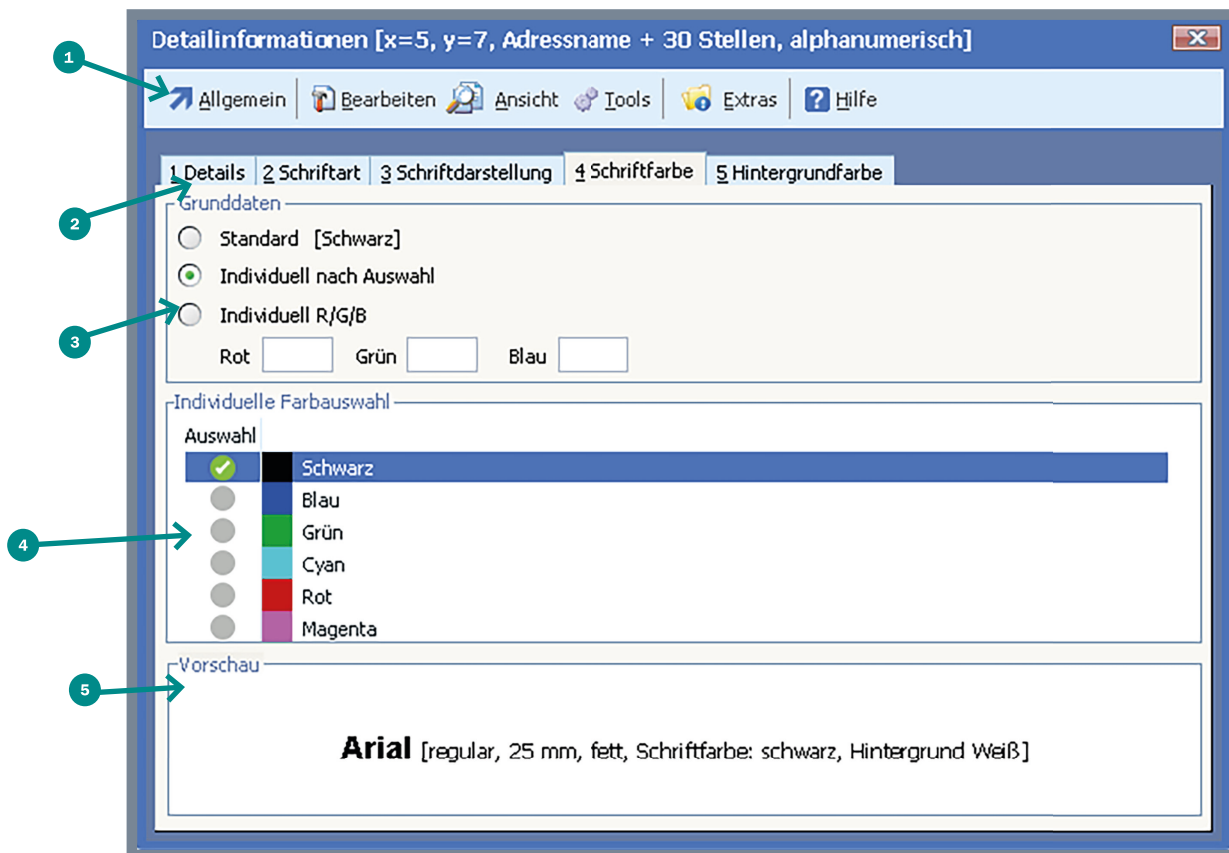 Detailinformationen [x=5, y=7, Adressname + 30 Stellen, alphanumerisch]
1
Allgemein Bearbeiten Ansicht Tools Extras Hilfe
1 Details 2 Schriftart 3 Schriftdarstellung 4 Schriftfarbe 5 Hintergrundfarbe
2
Grunddaten
Standard [Schwarz]
Individuell nach Auswahl
3
Individuell R/G/B
Rot Grün Blau
Individuelle Farbauswahl
Auswahl
Schwarz
Blau
4
Grün
Cyan
Rot
Magenta
Vorschau
5
Arial [regular, 25 mm, fett, Schriftfarbe: schwarz, Hintergrund Weiß]